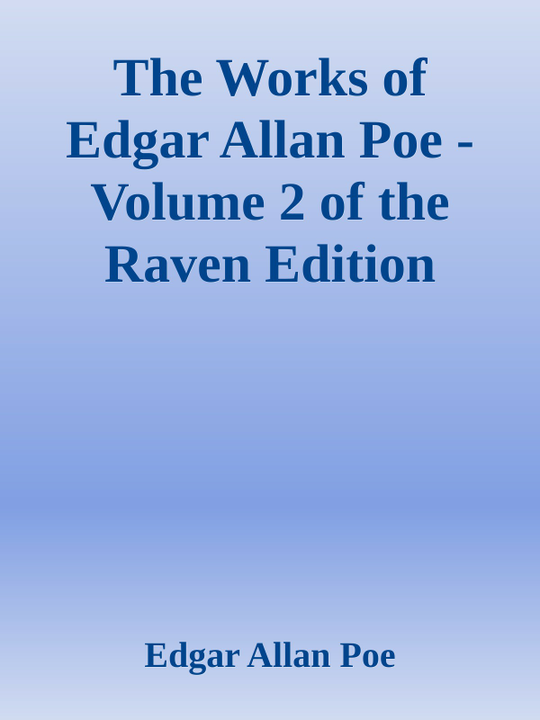 The Works of
Edgar Allan Poe -
Volume 2 of the
Raven Edition
Edgar Allan Poe